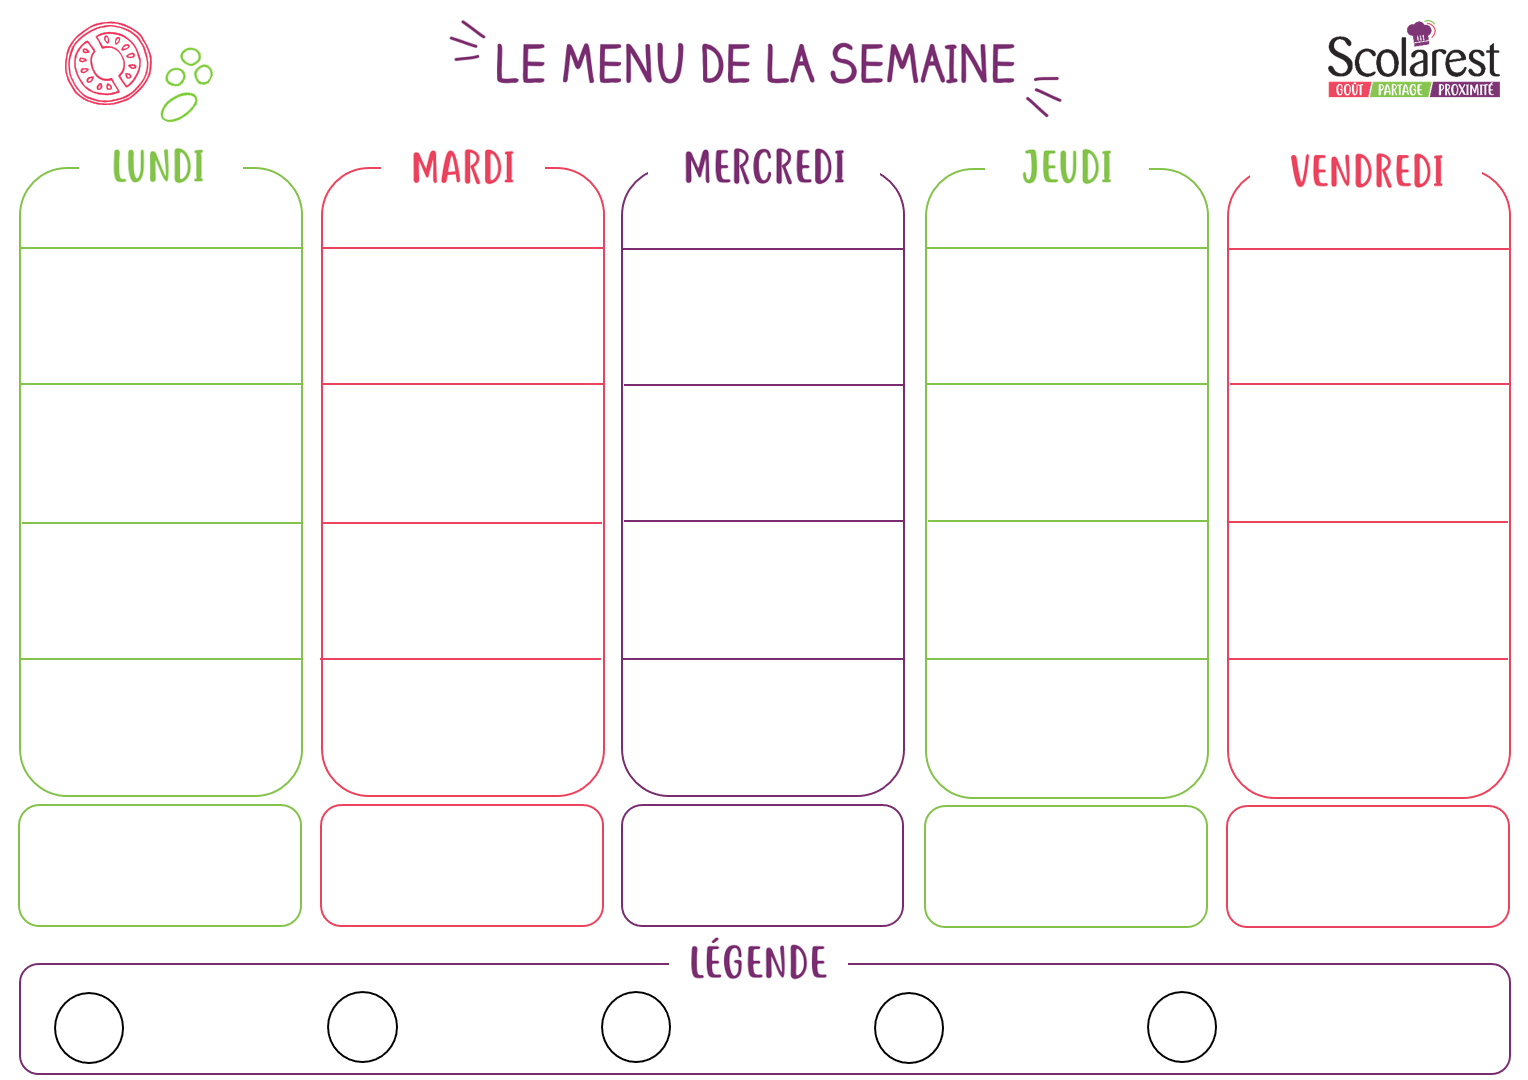 LE MENU DE LA SEMAINE
Scolarest
GOÛT / PARTAGE / PROXIMITÉ
LUNDI
MARDI
MERCREDI
JEUDI
VENDREDI
LÉGENDE